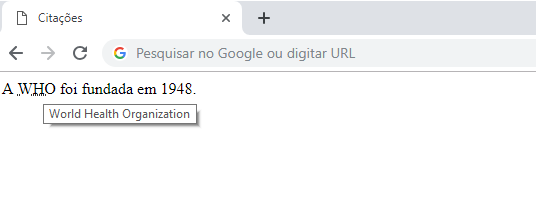 Citações
Pesquisar no Google ou digitar URL
A WHO foi fundada em 1948.
World Health Organization